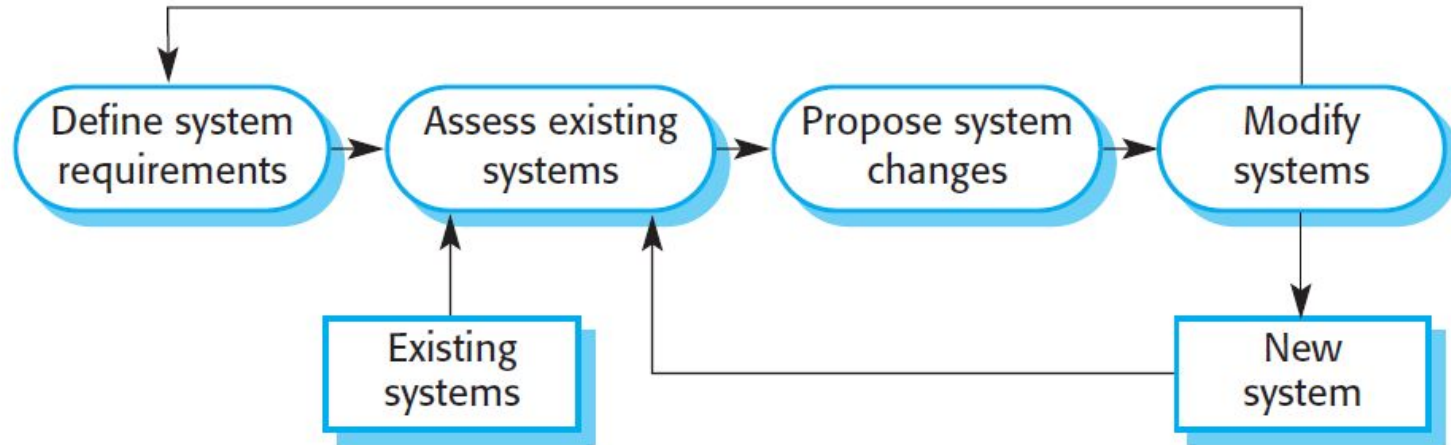 Define system
requirements
Assess existing
systems
Propose system
changes
Modify
systems
Existing
systems
New
system